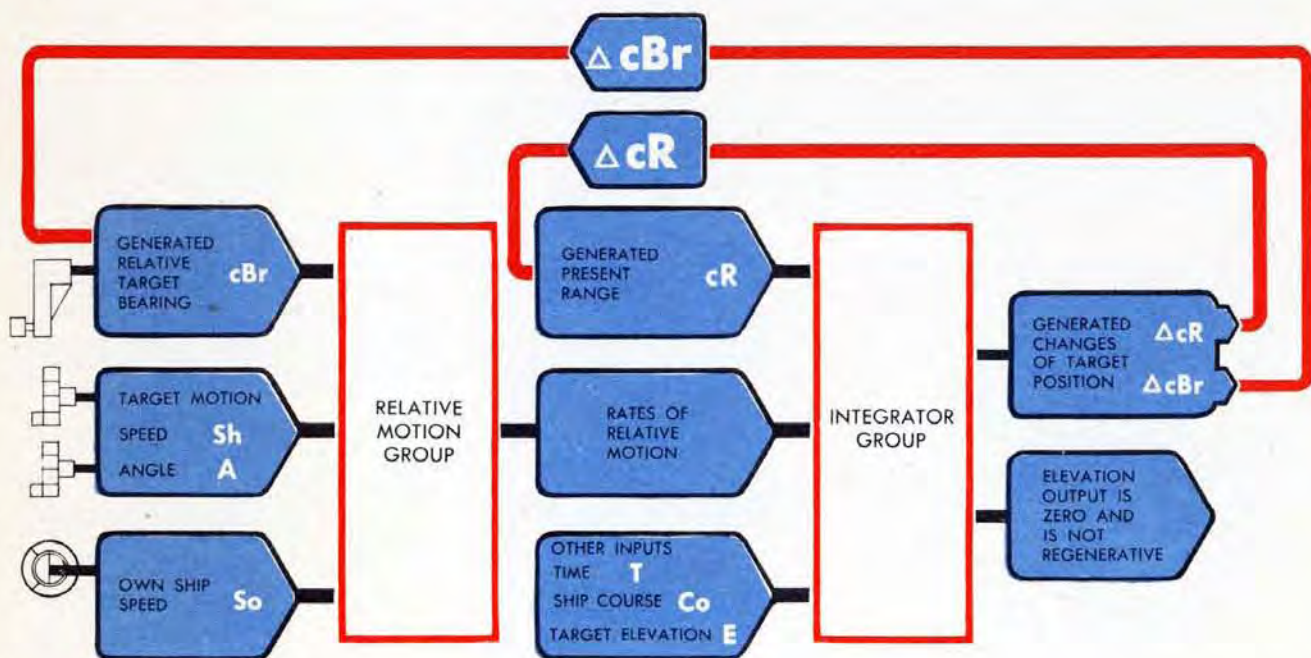 Δ cBr
Δ cR
GENERATED
RELATIVE
TARGET
BEARING
cBr
TARGET MOTION
SPEED Sh
ANGLE A
OWN SHIP
SPEED So
RELATIVE
MOTION
GROUP
GENERATED
PRESENT
RANGE
cR
RATES OF
RELATIVE
MOTION
OTHER INPUTS
TIME T
SHIP COURSE Co
TARGET ELEVATION E
INTEGRATOR
GROUP
GENERATED
CHANGES
OF TARGET
POSITION
ΔcR
ΔcBr
ELEVATION
OUTPUT IS
ZERO AND
IS NOT
REGENERATIVE